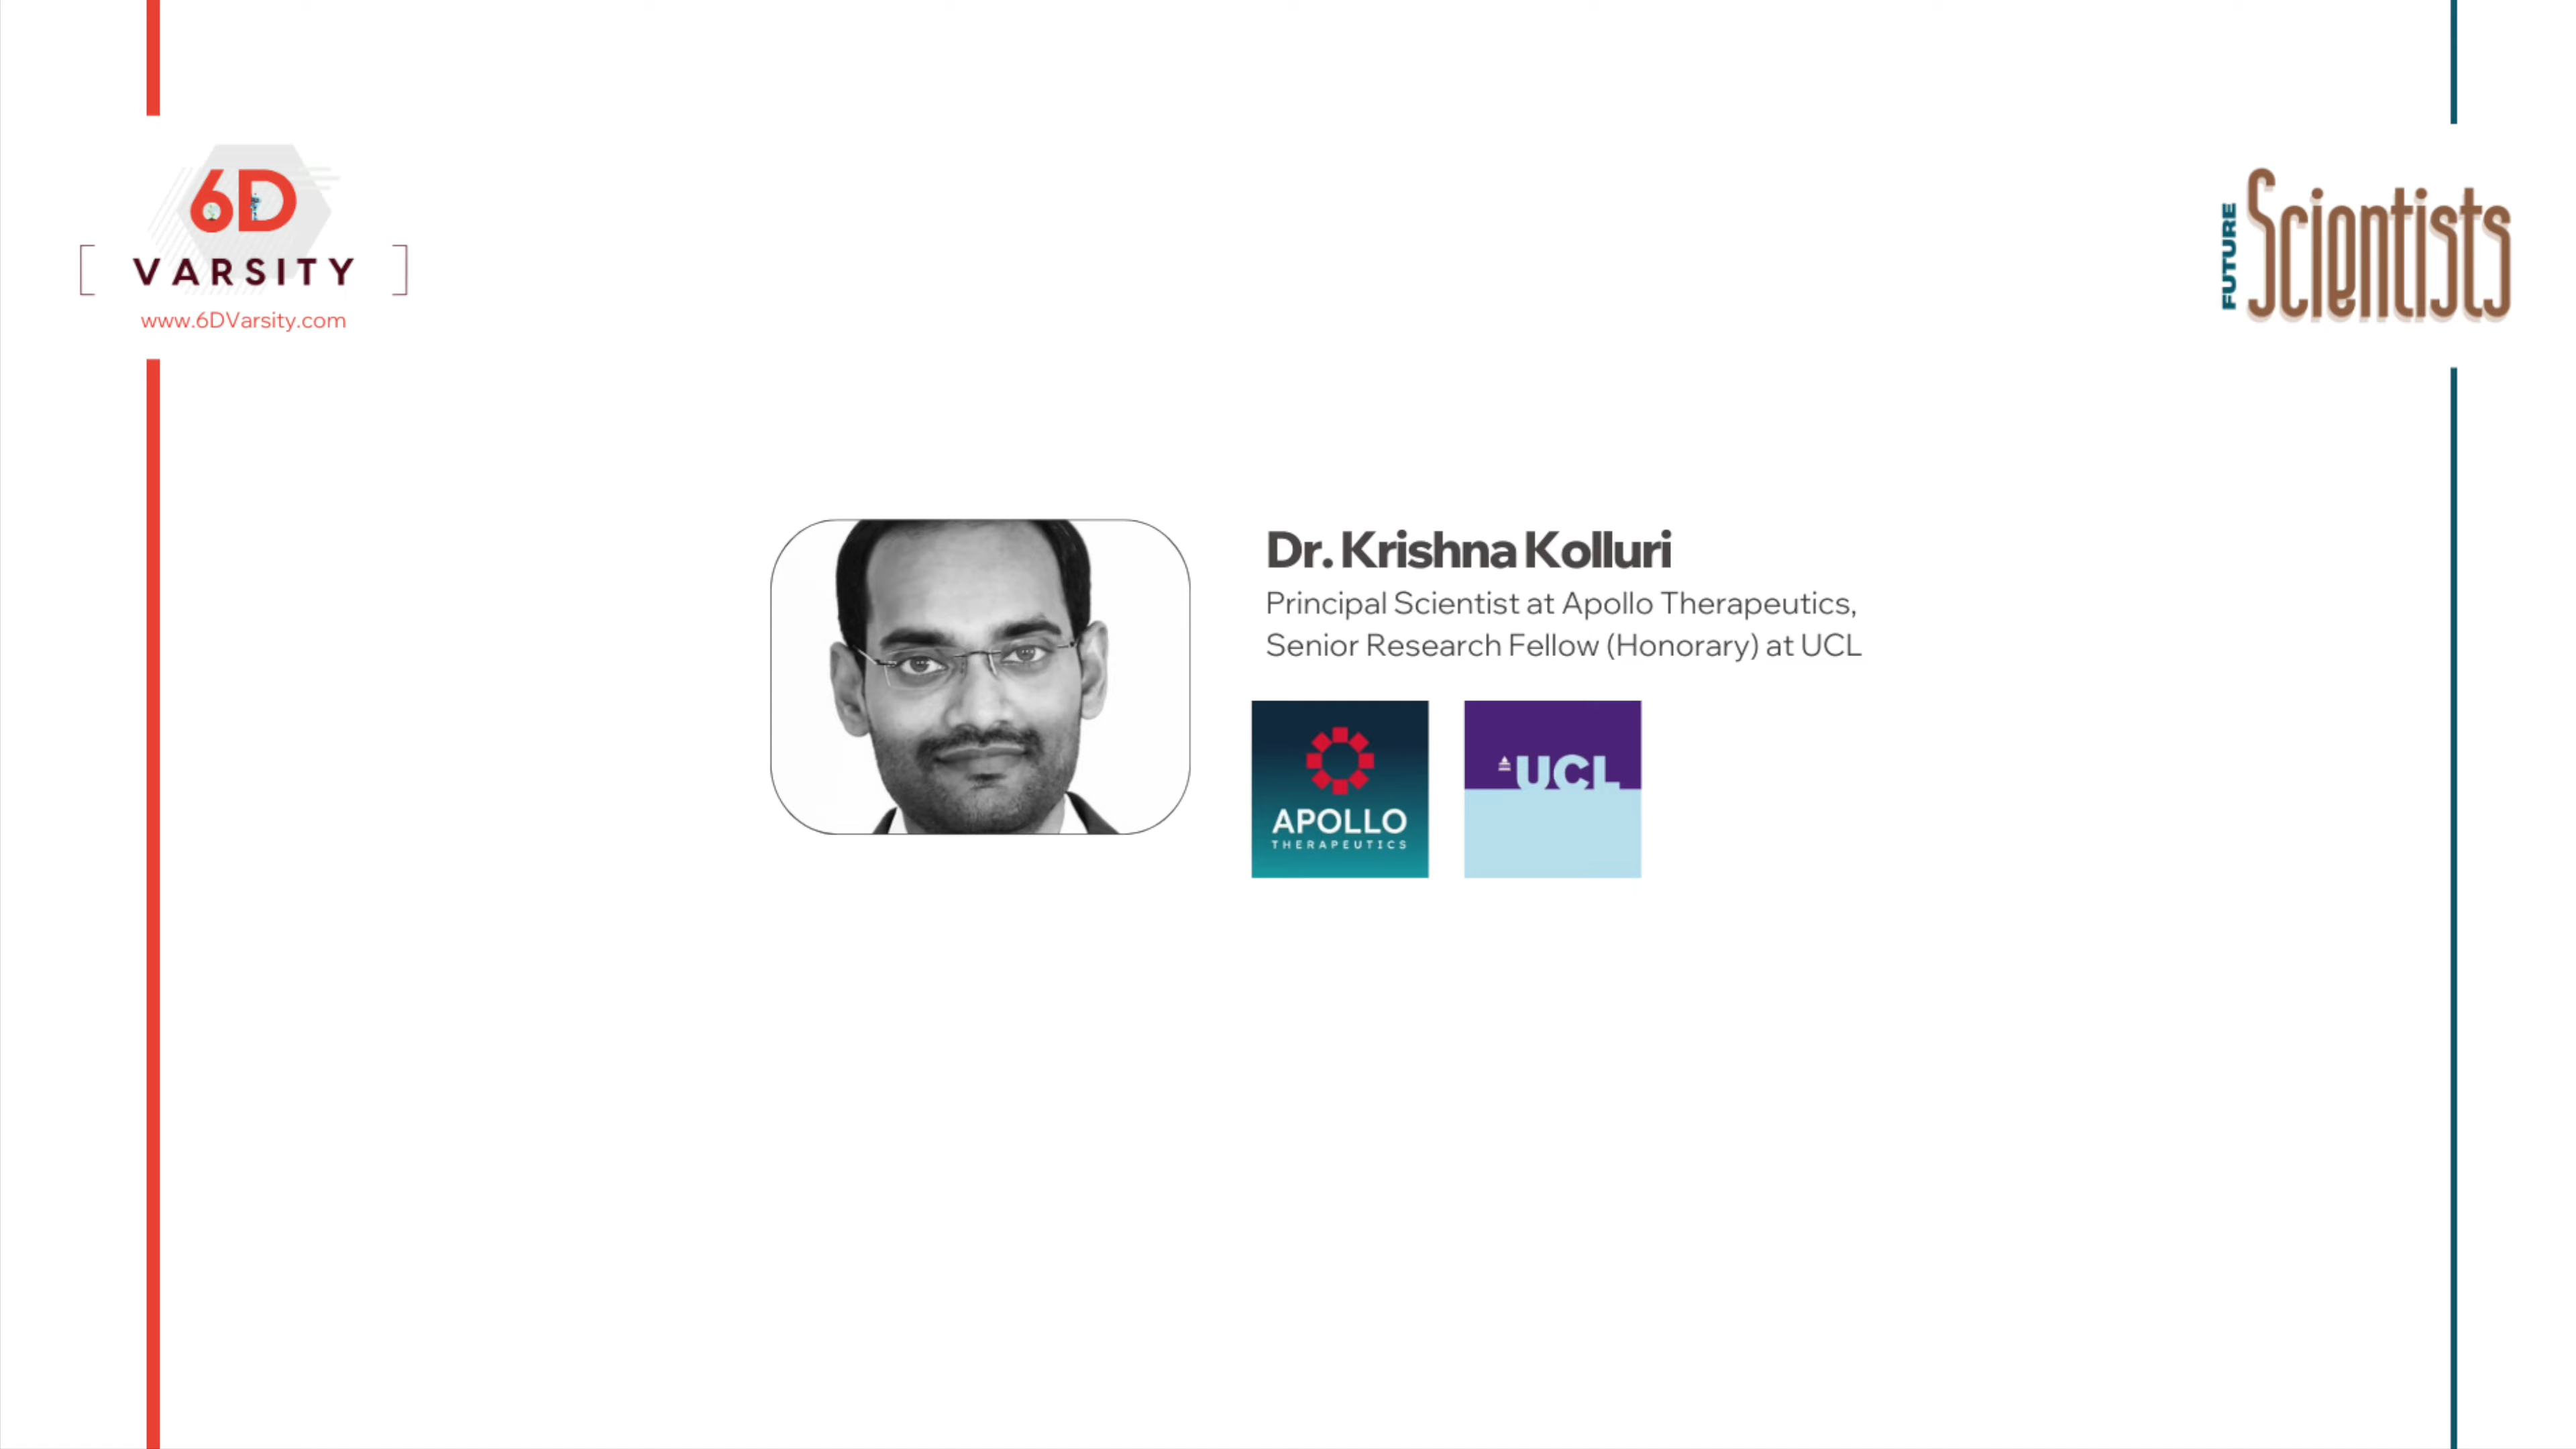 6D
VARSITY
www.6DVarsity.com
FUTURE
Scientists
Dr. Krishna Kolluri
Principal Scientist at Apollo Therapeutics,
Senior Research Fellow (Honorary) at UCL
APOLLO
THERAPEUTICS
UCL